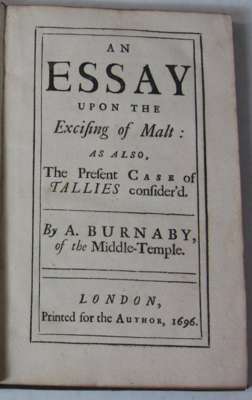 AN
ESSAY
UPON THE
Exciſing of Malt:
AS ALSO,
The Preſent CASE of
TALLIES conſider'd.
By A. BURNABY,
of the Middle-Temple.
LONDON,
Printed for the AUTHOR, 1696.